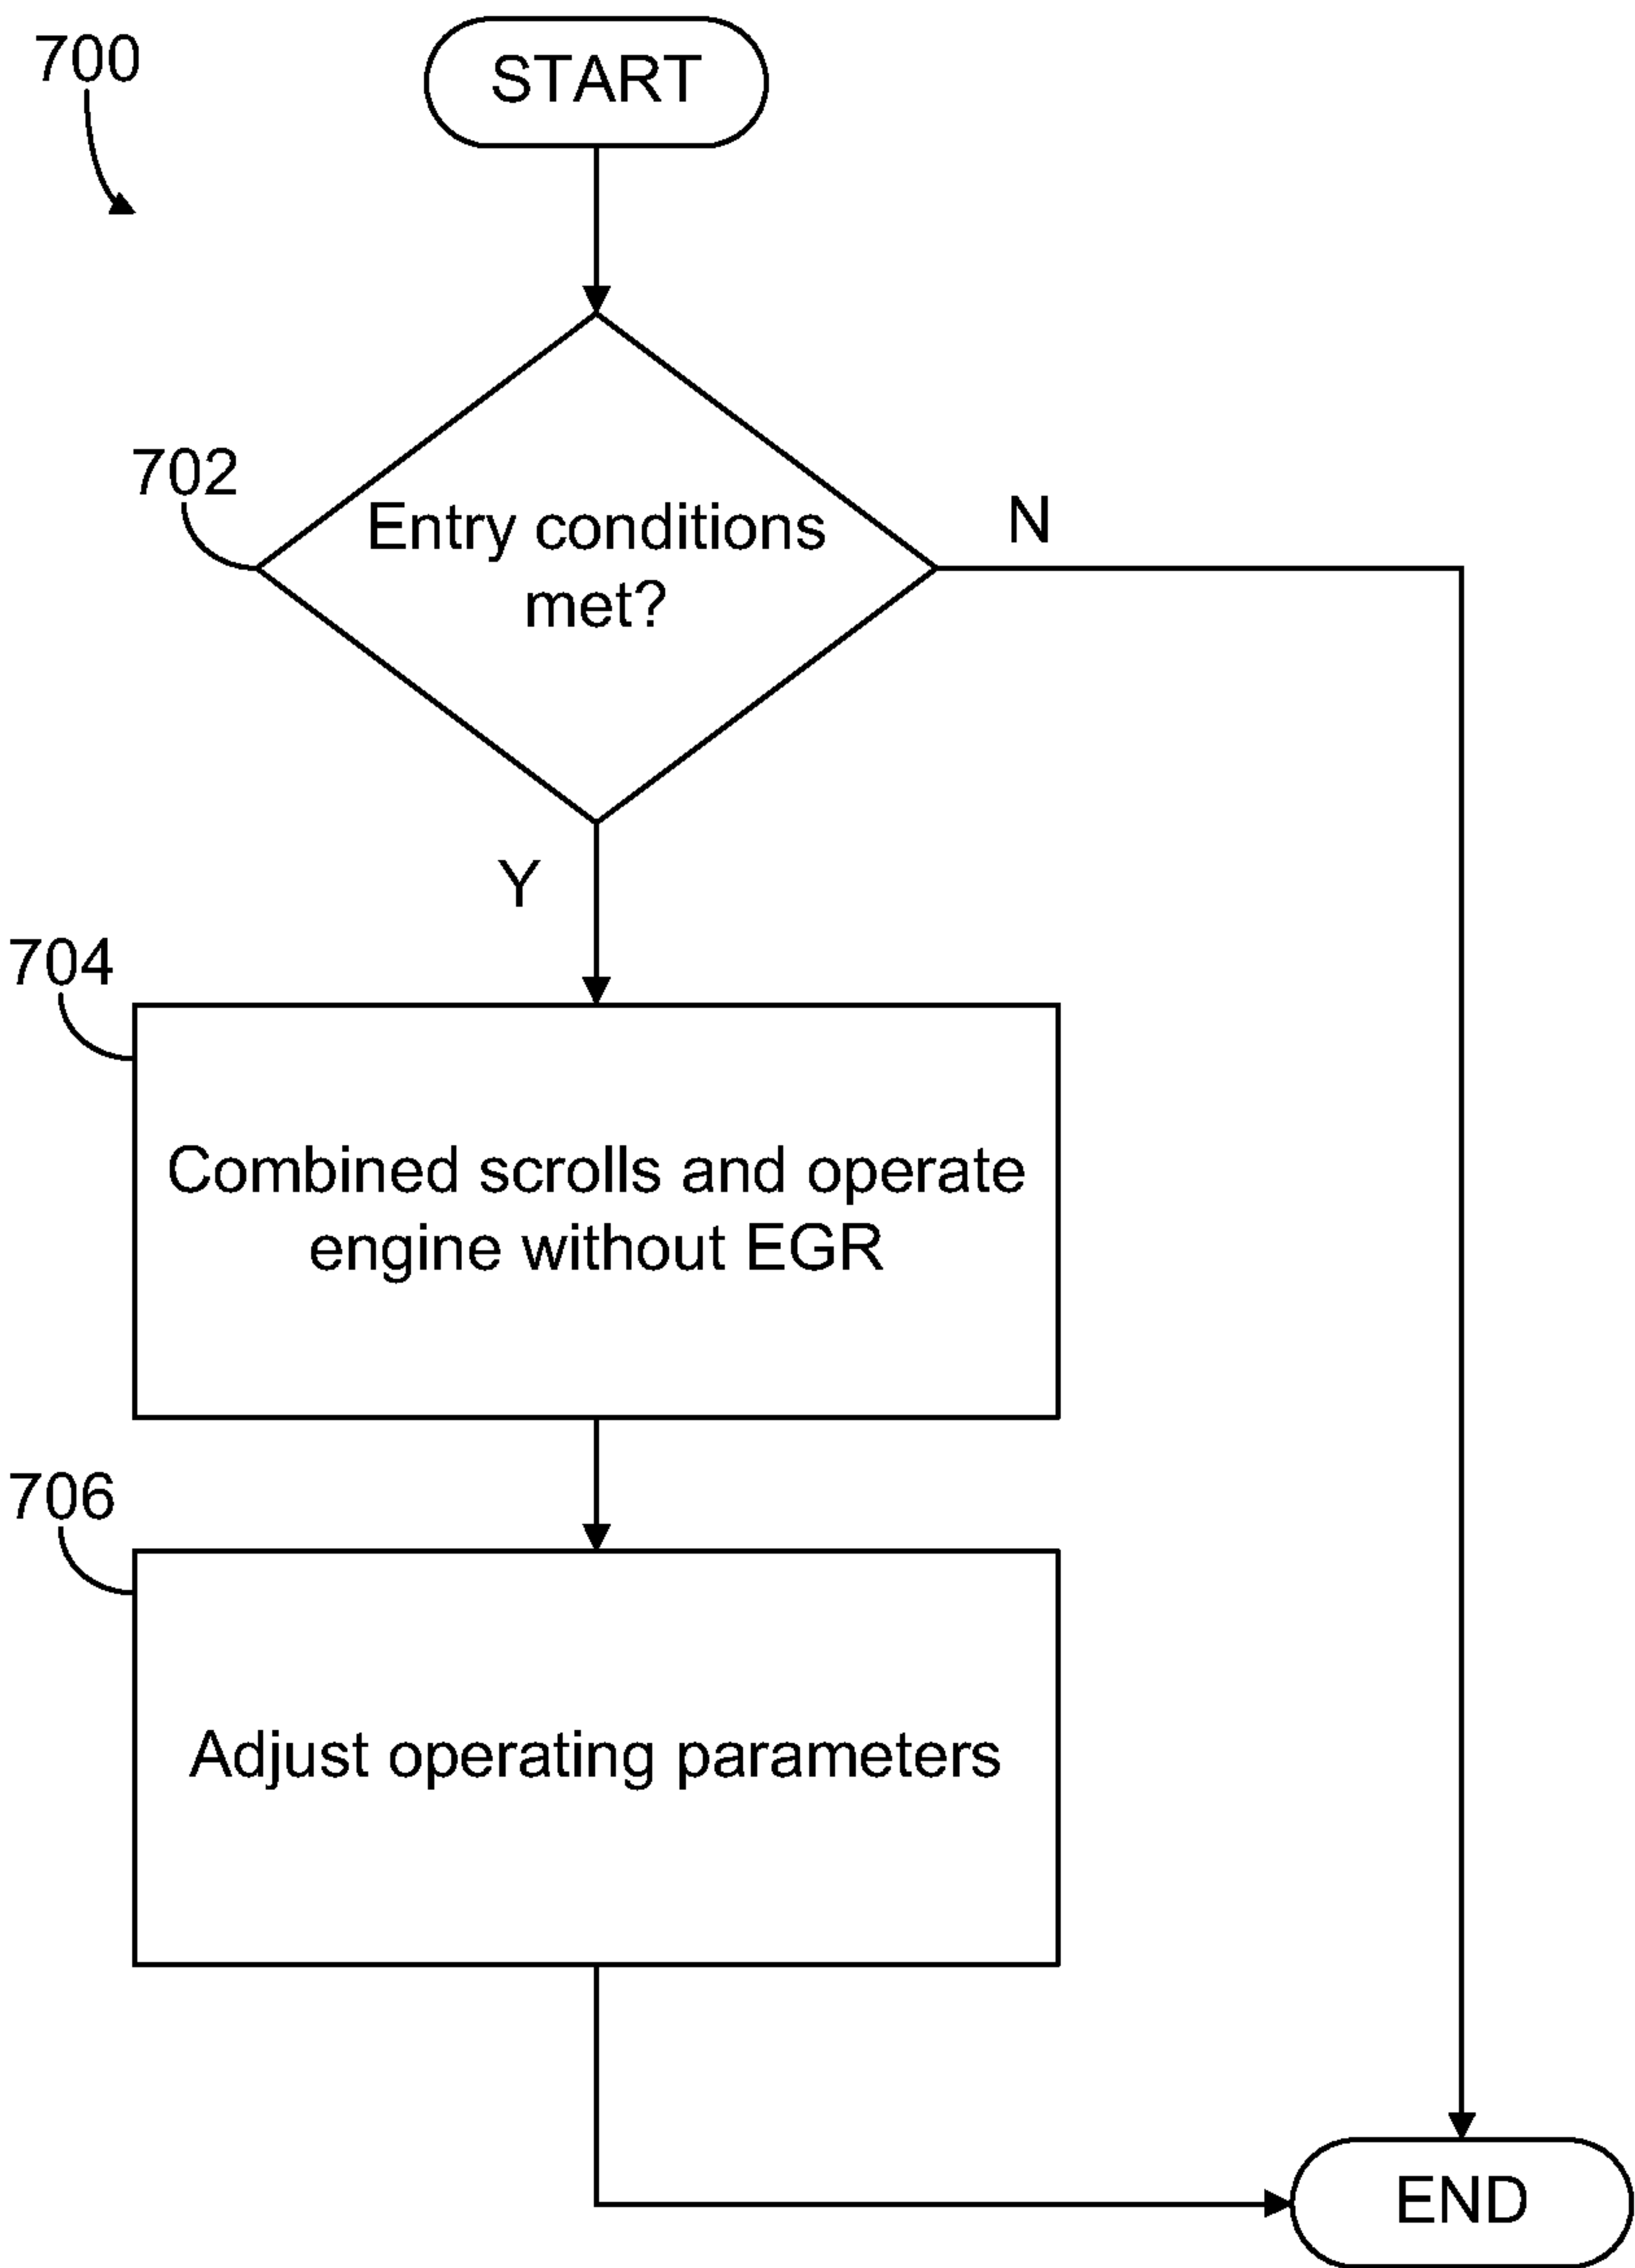 700
START
702
Entry conditions
met?
N
Y
704
Combined scrolls and operate
engine without EGR
706
Adjust operating parameters
END